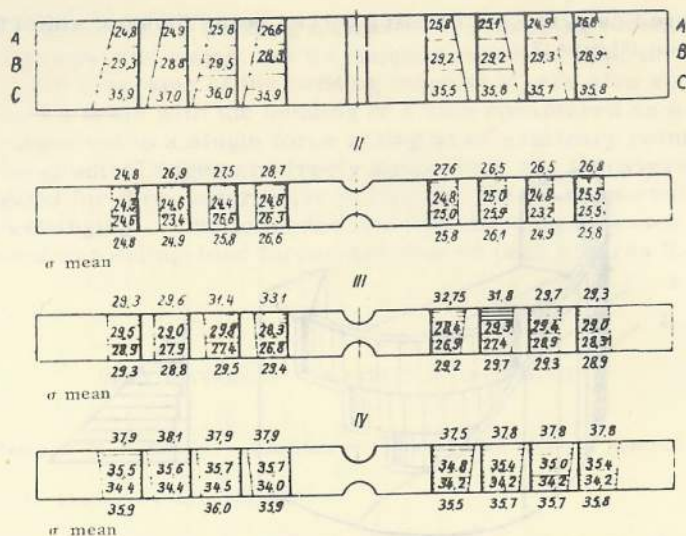 A 24,8 24,9 25,8 26,6 25,8 25,1 24,9 26,8 A
B 29,3 28,8 29,5 28,3 29,2 29,2 29,3 28,9 B
C 35,9 37,0 36,0 35,9 35,5 35,8 35,7 35,8 C
II
24,8 26,9 27,5 28,7 27,6 26,5 26,5 26,8
24,8 24,6 24,4 24,8 24,8 25,0 24,8 25,5
24,6 23,4 26,6 26,3 25,0 25,9 23,2 25,5
24,8 24,9 25,8 26,6 25,8 26,1 24,9 25,8
σ mean
III
29,3 29,6 31,4 33,1 32,75 31,8 29,7 29,3
29,5 29,0 29,8 28,3 28,4 29,3 29,4 29,0
28,9 27,9 27,4 26,8 26,9 27,4 28,9 28,3
29,3 28,8 29,5 29,4 29,2 29,7 29,3 28,9
σ mean
IY
37,9 38,1 37,9 37,9 37,5 37,8 37,8 37,8
35,5 35,6 35,7 35,7 34,8 35,4 35,0 35,4
34,4 34,4 34,5 34,0 34,2 34,2 34,2 34,2
35,9 36,0 35,9 35,5 35,7 35,7 35,8
σ mean